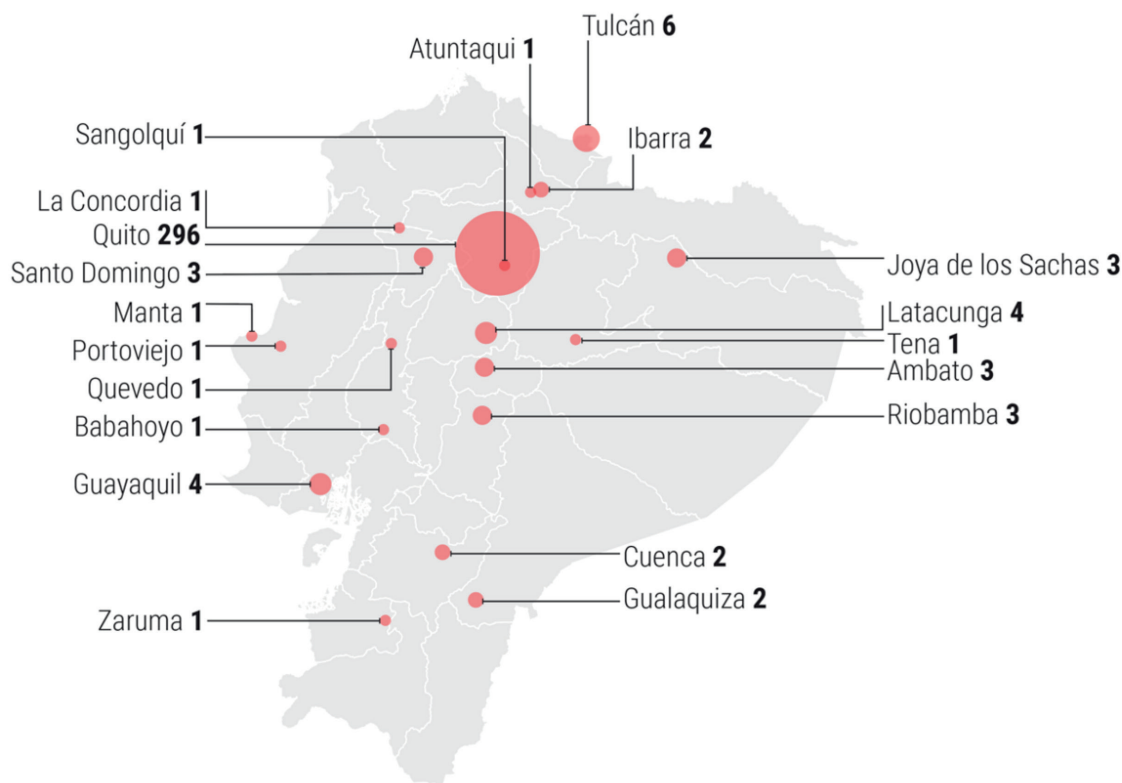 Tulcán 6
Atuntaqui 1
Sangolquí 1
Ibarra 2
La Concordia 1
Quito 296
Santo Domingo 3
Joya de los Sachas 3
Manta 1
Latacunga 4
Portoviejo 1
Tena 1
Ambato 3
Quevedo 1
Riobamba 3
Babahoyo 1
Guayaquil 4
Cuenca 2
Gualaquiza 2
Zaruma 1